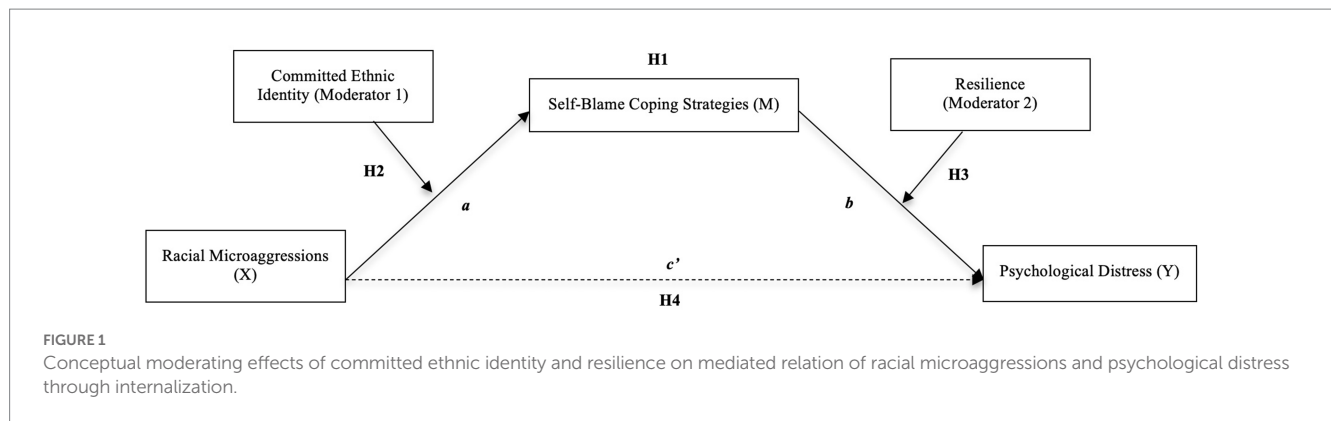 H1
Committed Ethnic
Identity (Moderator 1)
Self-Blame Coping Strategies (M)
Resilience
(Moderator 2)
H2
H3
a
b
Racial Microaggressions
(X)
c’
Psychological Distress (Y)
H4
FIGURE 1
Conceptual moderating effects of committed ethnic identity and resilience on mediated relation of racial microaggressions and psychological distress
through internalization.